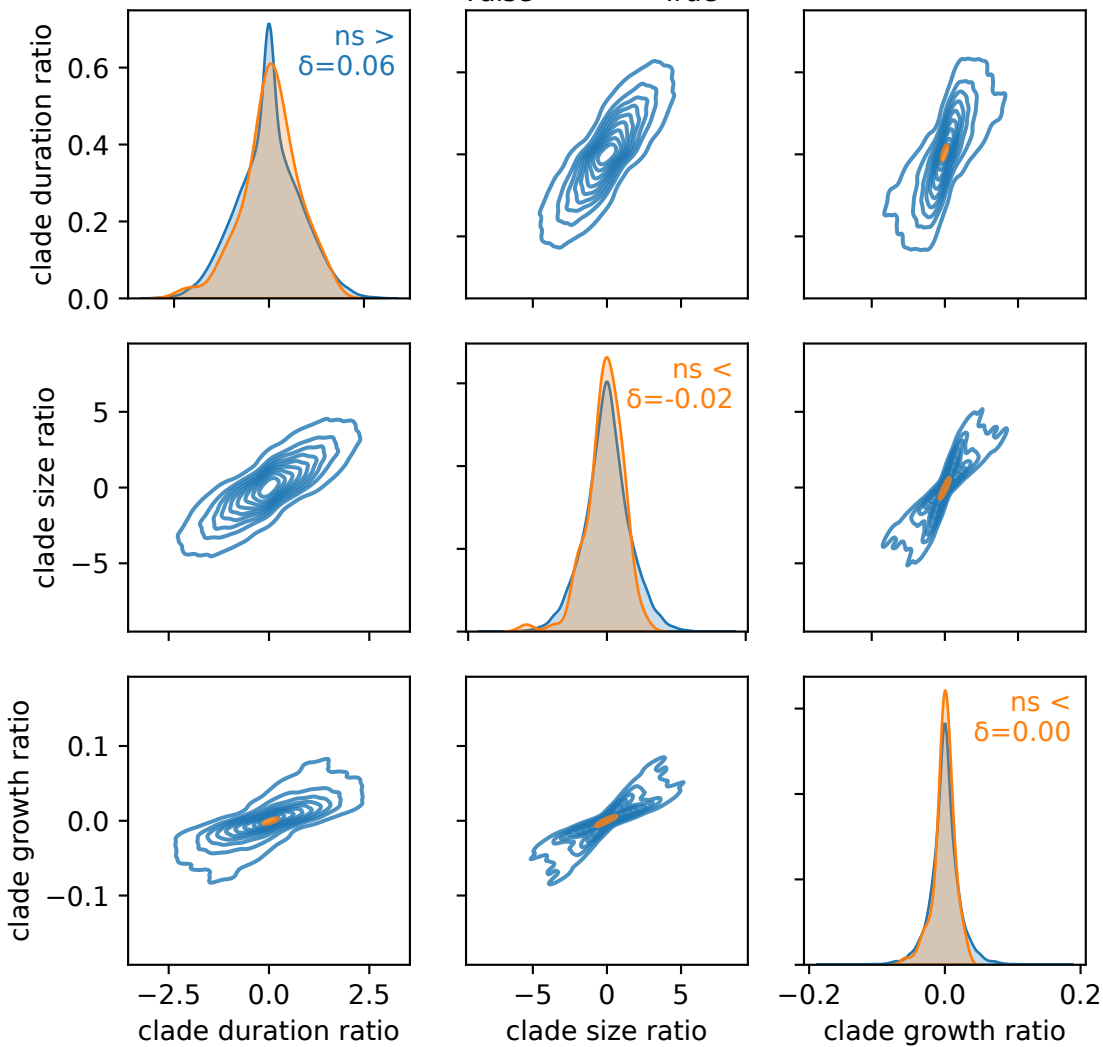 clade duration ratio
0.6
0.4
0.2
0.0
ns >
δ=0.06
clade size ratio
5
0
−5
ns <
δ=-0.02
clade growth ratio
0.1
0.0
−0.1
ns <
δ=0.00
−2.5 0.0 2.5
−5 0 5
−0.2 0.0 0.2
clade duration ratio
clade size ratio
clade growth ratio